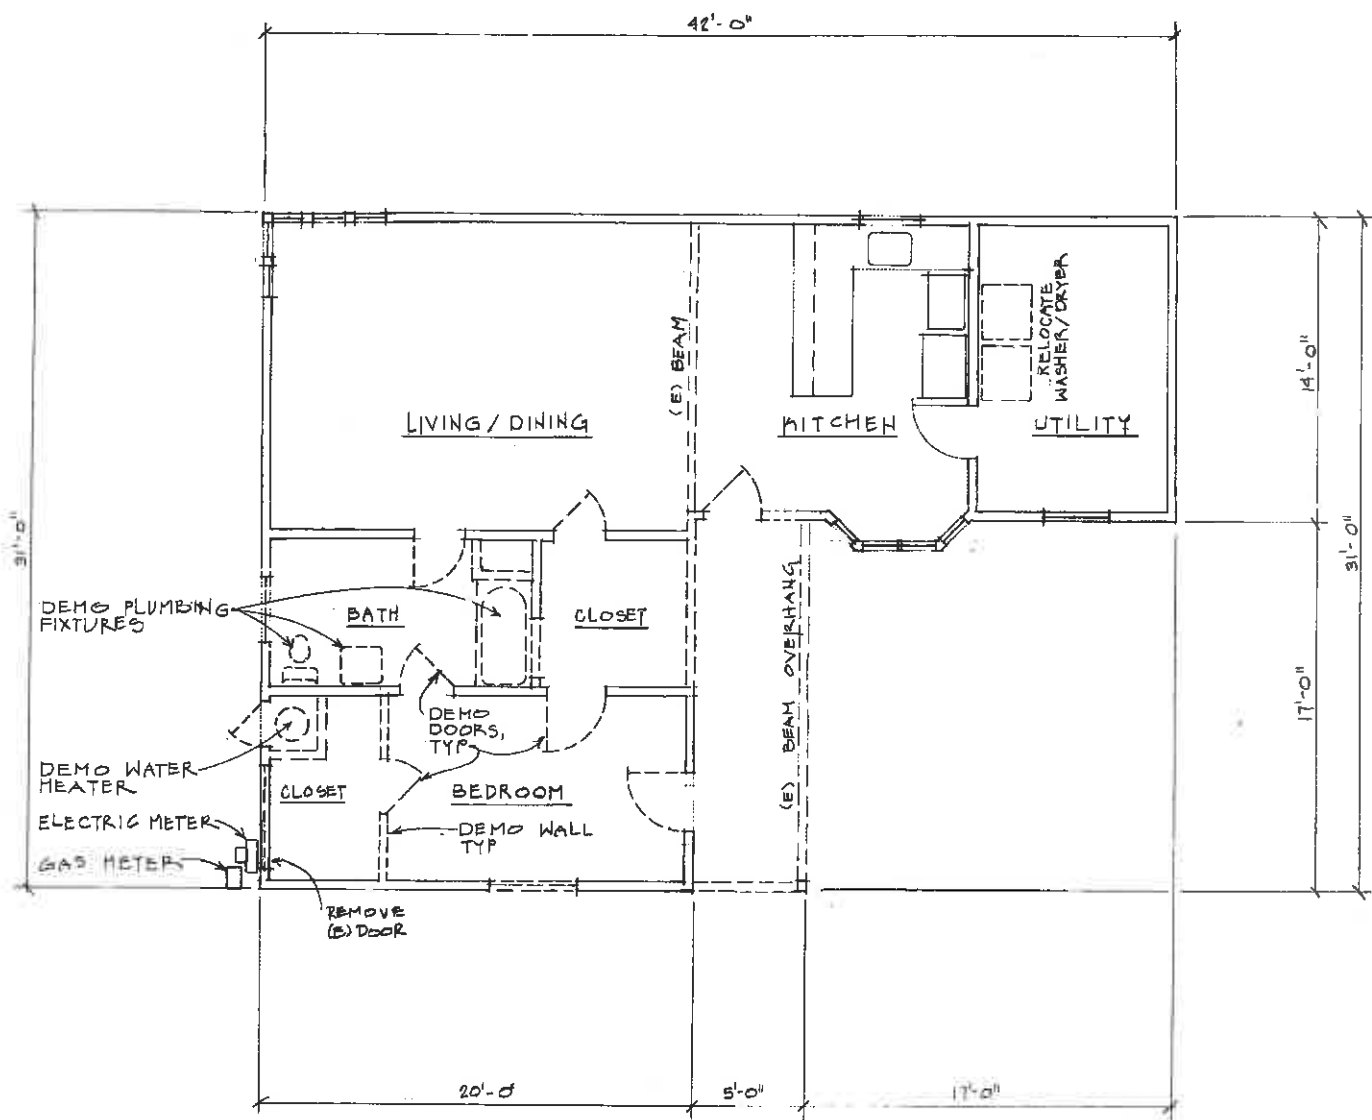 42'-0"
(E) BEAM
RELOCATE
WASHER/DRYER
14'-0"
LIVING/DINING
KITCHEN
UTILITY
31'-0"
31'-0"
DEMO PLUMBING
FIXTURES
BATH
CLOSET
(E) BEAM OVERHANG
17'-0"
DEMO
DOORS,
TYP
DEMO WATER
HEATER
CLOSET
BEDROOM
ELECTRIC METER
DEMO WALL
TYP
GAS METER
REMOVE
(E) DOOR
20'-0
5'-0"
17'-0"